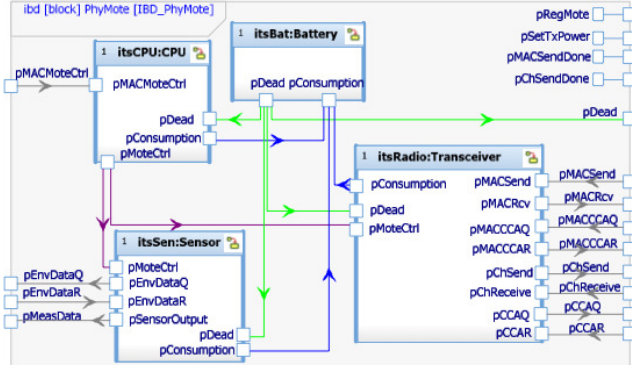 ibd [block] PhyMote [IBD_PhyMote]
pRegMote
pSetTxPower
pMACSendDone
pChSendDone
pDead
pMACMoteCtrl
1 itsCPU:CPU
pMACMoteCtrl
pDead
pConsumption
pMoteCtrl
1 itsBat:Battery
pDead pConsumption
1 itsRadio:Transceiver
pConsumption
pDead
pMoteCtrl
pMACSend
pMACRcv
pMACCCAQ
pMACCCAR
pChSend
pChReceive
pCCAQ
pCCAR
pMACSend
pMACRcv
pMACCCAQ
pMACCCAR
pChSend
pChReceive
pCCAQ
pCCAR
1 itsSen:Sensor
pMoteCtrl
pEnvDataQ
pEnvDataR
pSensorOutput
pDead
pConsumption
pEnvDataQ
pEnvDataR
pMeasData